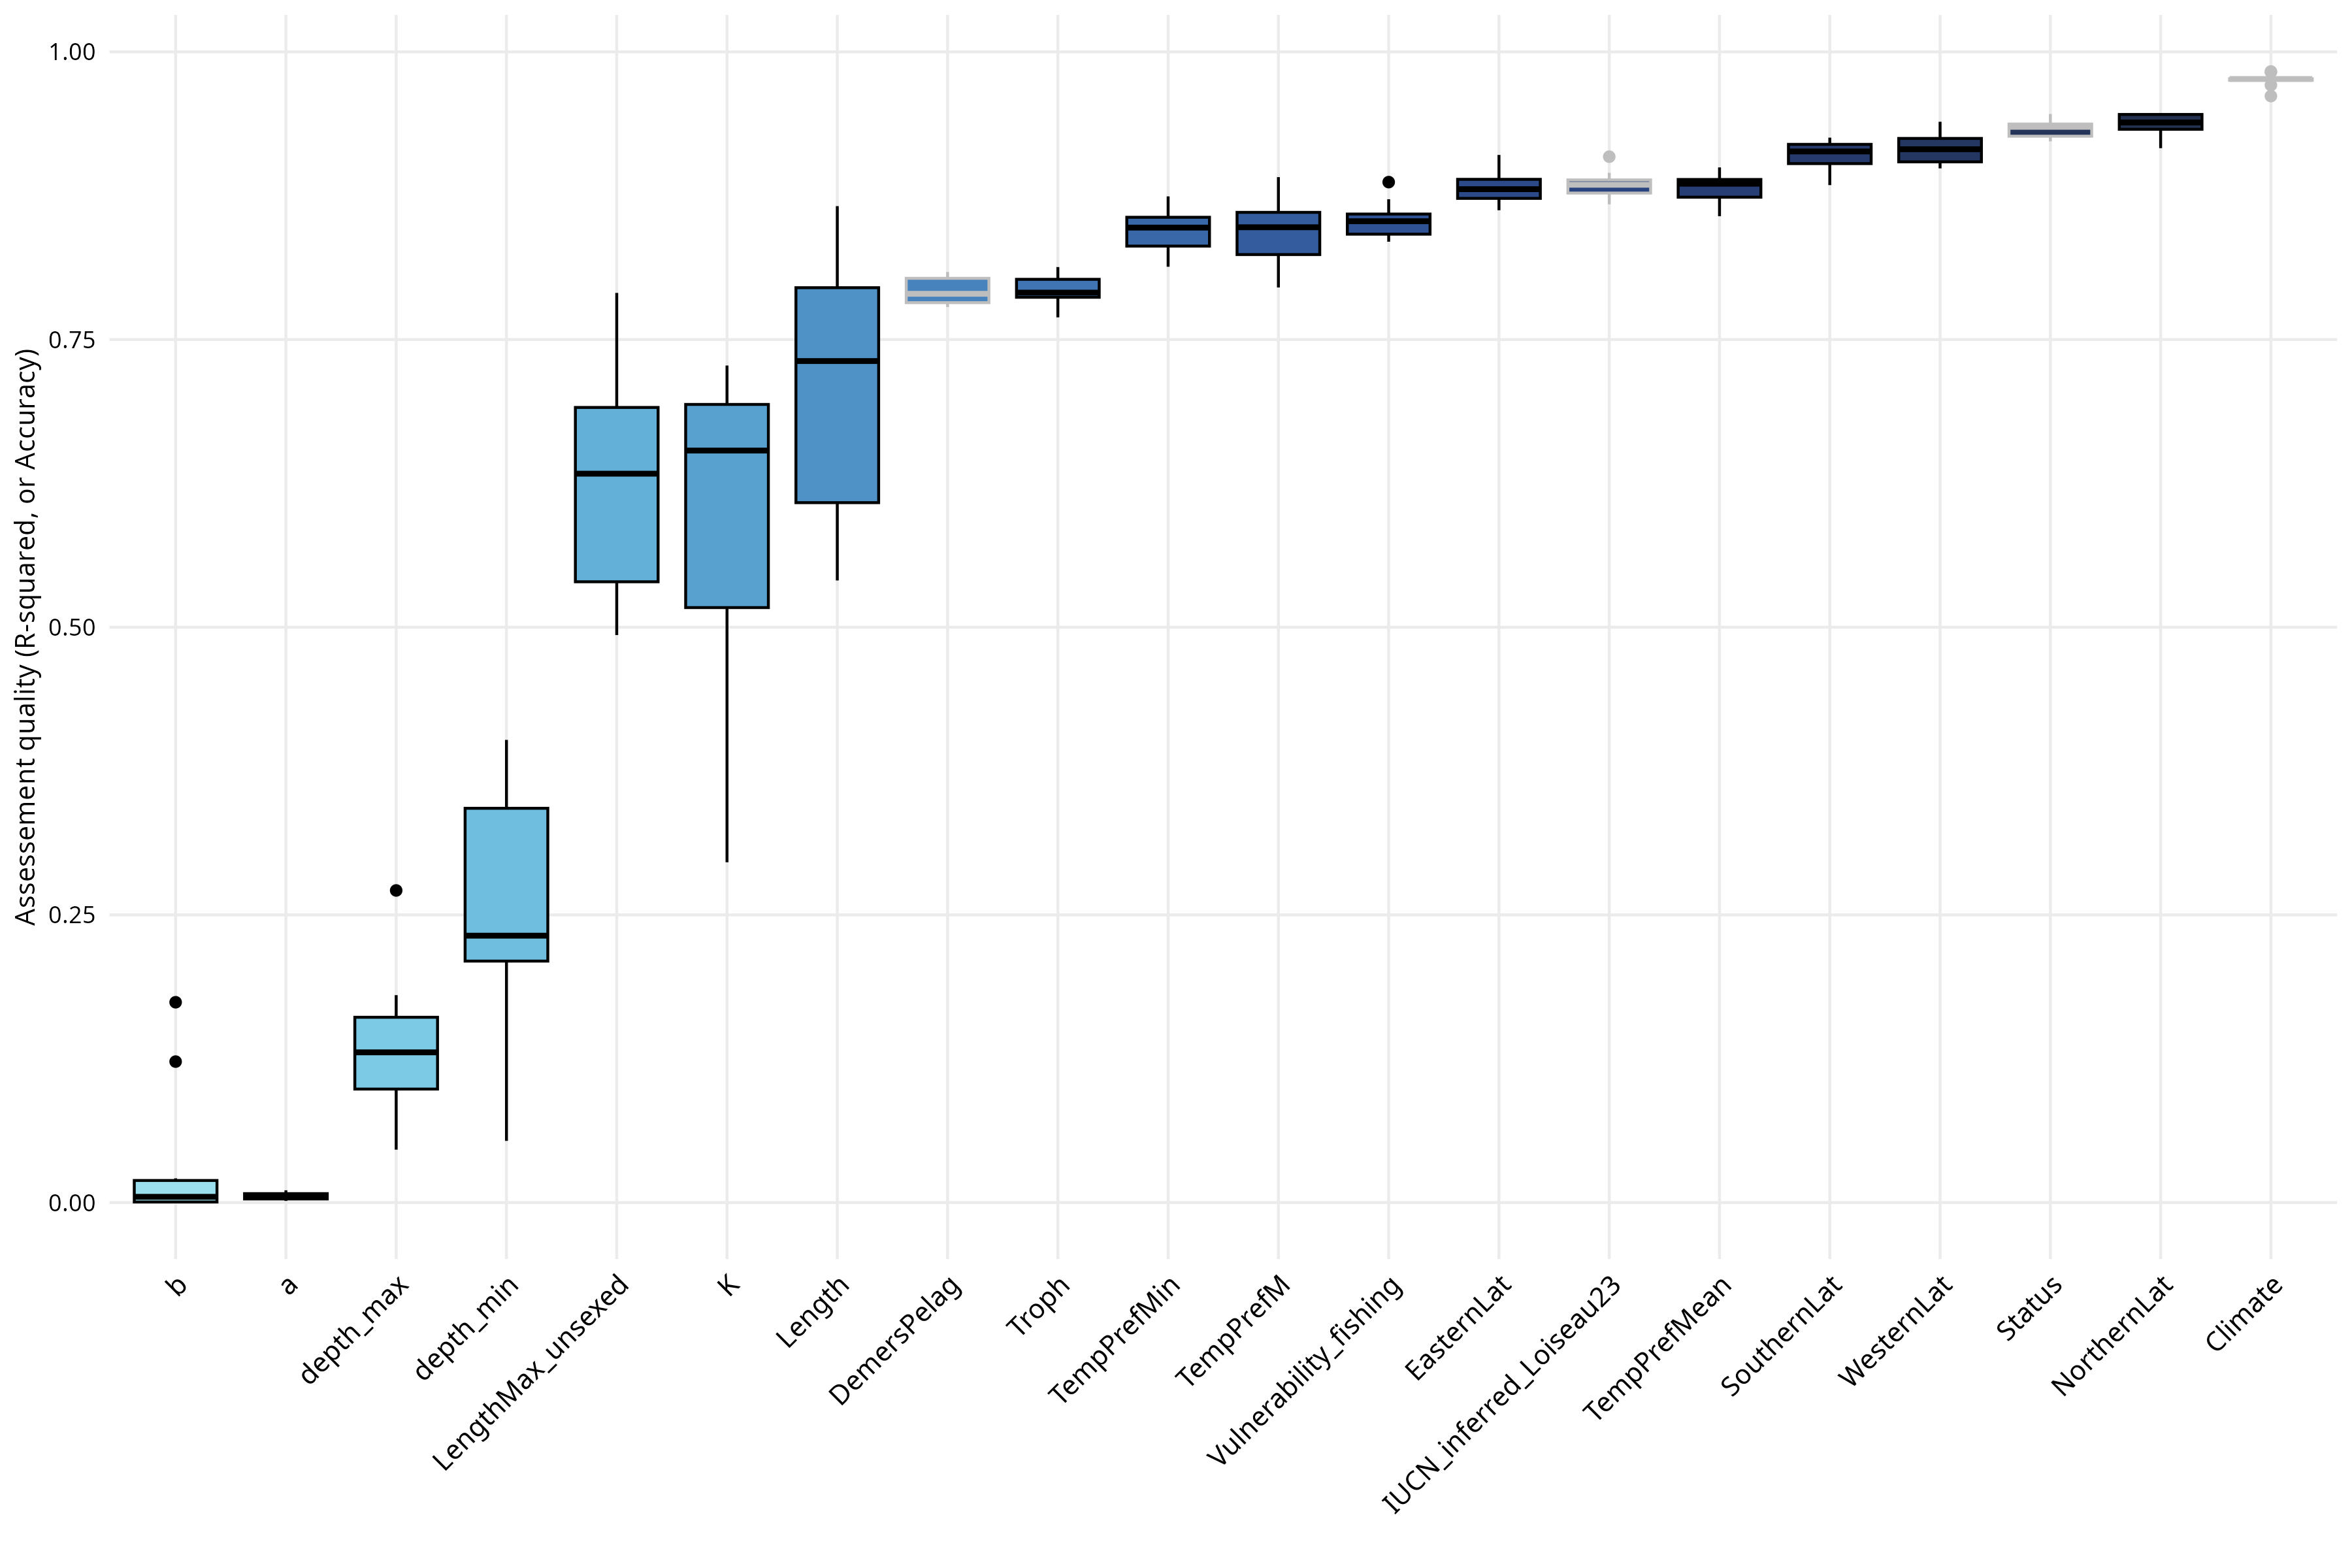 Assessement quality (R-squared, or Accuracy)
1.00
0.75
0.50
0.25
0.00
b
a
depth_max
depth_min
LengthMax_unsexed
K
Length
DemersPelag
Troph
TempPrefMin
TempPrefM
Vulnerability_fishing
EasternLat
IUCN_inferred_Loiseau23
TempPrefMean
SouthernLat
WesternLat
Status
NorthernLat
Climate